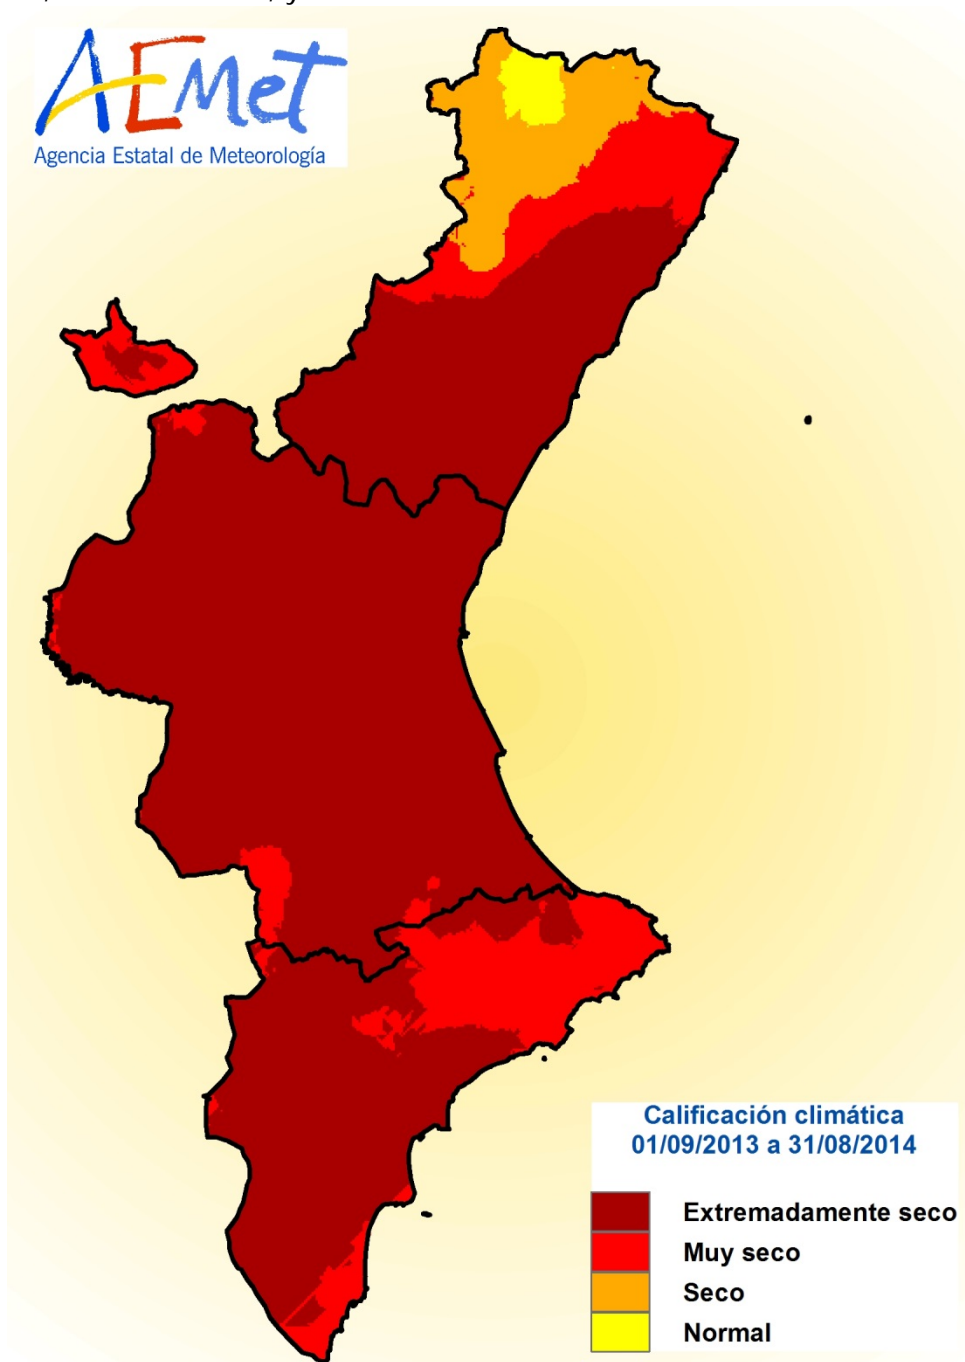 AEMet
Agencia Estatal de Meteorología
Calificación climática
01/09/2013 a 31/08/2014
Extremadamente seco
Muy seco
Seco
Normal